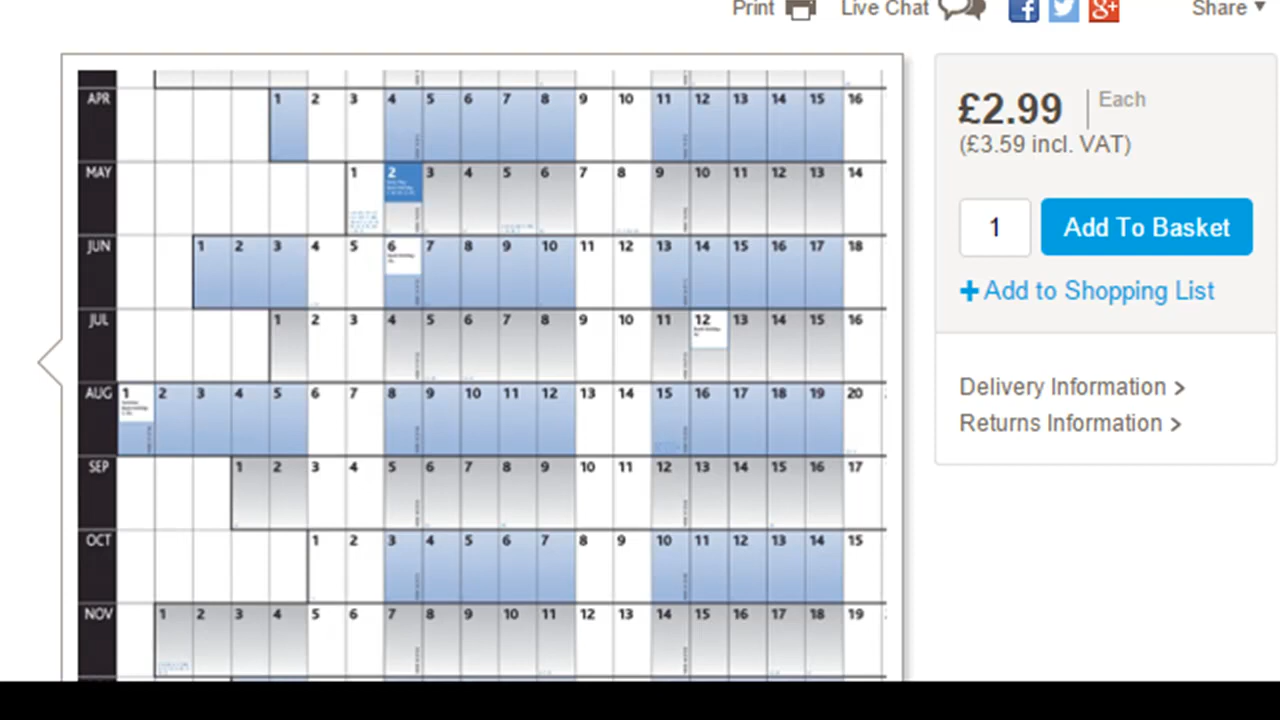 Print Live Chat f g+ Share
£2.99 Each
(£3.59 incl. VAT)
1 Add To Basket
+Add to Shopping List
Delivery Information >
Returns Information >
APR 1 2 3 4 5 6 7 8 9 10 11 12 13 14 15 16
MAY 1 2 3 4 5 6 7 8 9 10 11 12 13 14
JUN 1 2 3 4 5 6 7 8 9 10 11 12 13 14 15 16 17 18
JUL 1 2 3 4 5 6 7 8 9 10 11 12 13 14 15 16
AUG 1 2 3 4 5 6 7 8 9 10 11 12 13 14 15 16 17 18 19 20
SEP 1 2 3 4 5 6 7 8 9 10 11 12 13 14 15 16 17
OCT 1 2 3 4 5 6 7 8 9 10 11 12 13 14 15
NOV 1 2 3 4 5 6 7 8 9 10 11 12 13 14 15 16 17 18 19